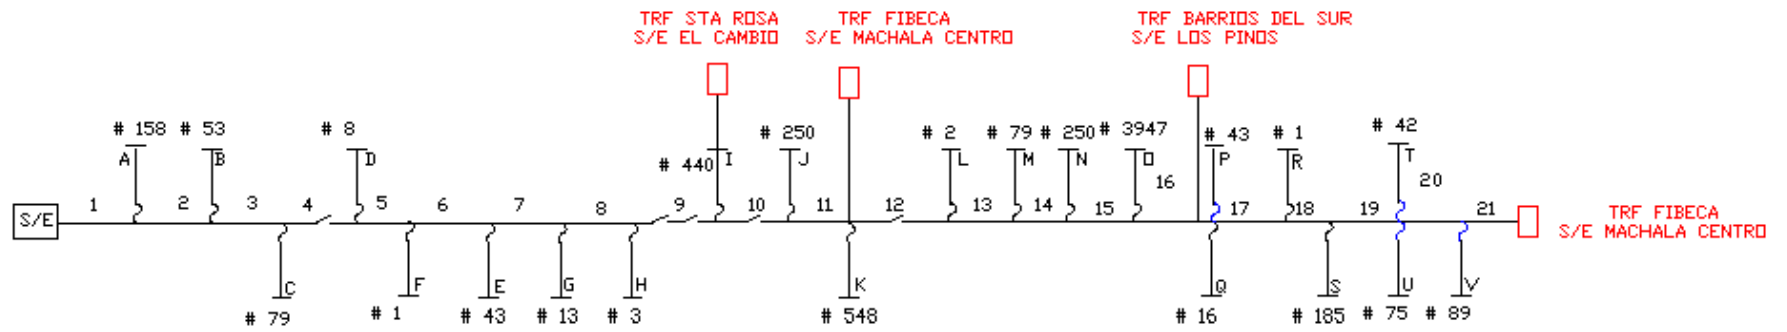 TRF STA ROSA
S/E EL CAMBIO
TRF FIBECA
S/E MACHALA CENTRO
TRF BARRIOS DEL SUR
S/E LOS PINOS
# 158
# 53
# 8
# 440
# 250
# 2
# 79
# 250
# 3947
# 43
# 1
# 42
A
B
D
I
J
L
M
N
O
P
R
T
S/E
1
2
3
4
5
6
7
8
9
10
11
12
13
14
15
16
17
18
19
20
21
TRF FIBECA
S/E MACHALA CENTRO
C
F
E
G
H
K
Q
S
U
V
# 79
# 1
# 43
# 13
# 3
# 548
# 16
# 185
# 75
# 89